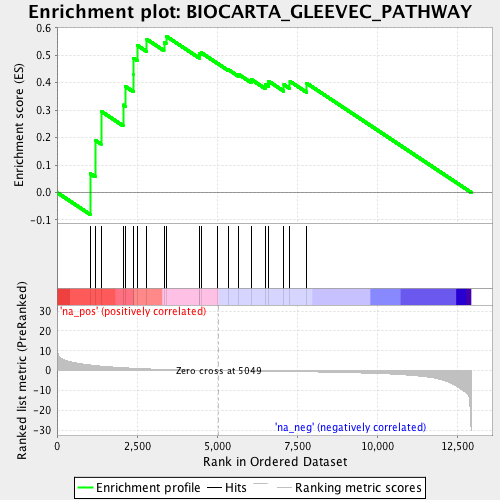 Enrichment plot: BIOCARTA_GLEEVEC_PATHWAY
Enrichment score (ES)
0.6
0.5
0.4
0.3
0.2
0.1
0.0
-0.1
'na_pos' (positively correlated)
Ranked list metric (PreRanked)
30
20
10
0
-10
-20
-30
Zero cross at 5049
'na_neg' (negatively correlated)
0
2,500
5,000
7,500
10,000
12,500
Rank in Ordered Dataset
Enrichment profile
Hits
Ranking metric scores